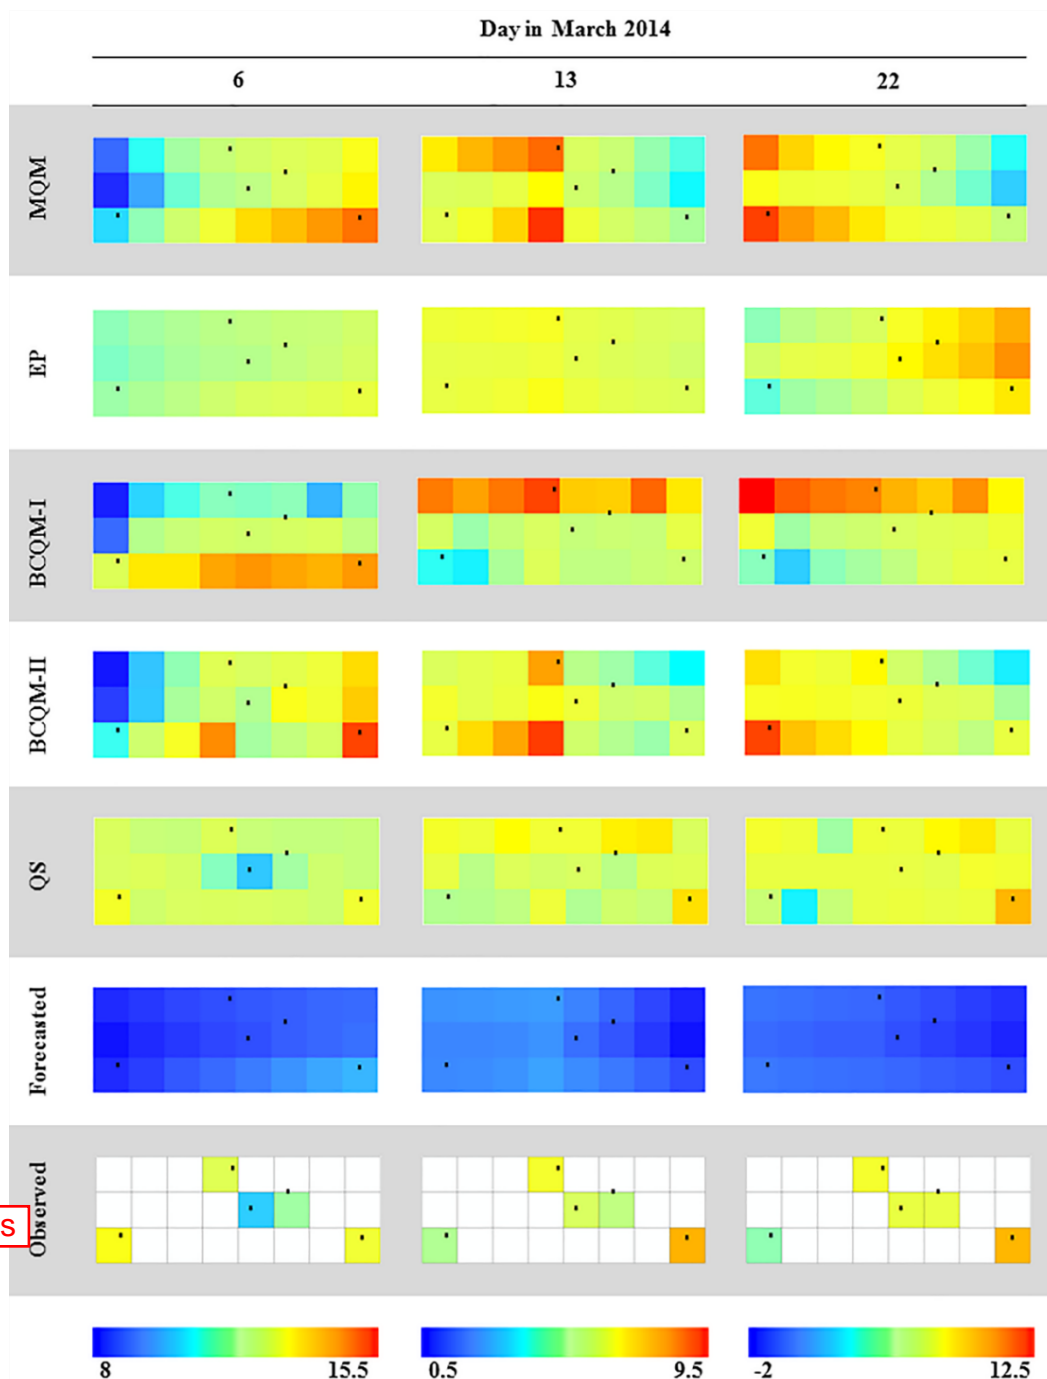 Day in March 2014
6 13 22
MQM
EP
BCQM-I
BCQM-II
QS
Forecasted
Observed
s
8 15.5 0.5 9.5 -2 12.5